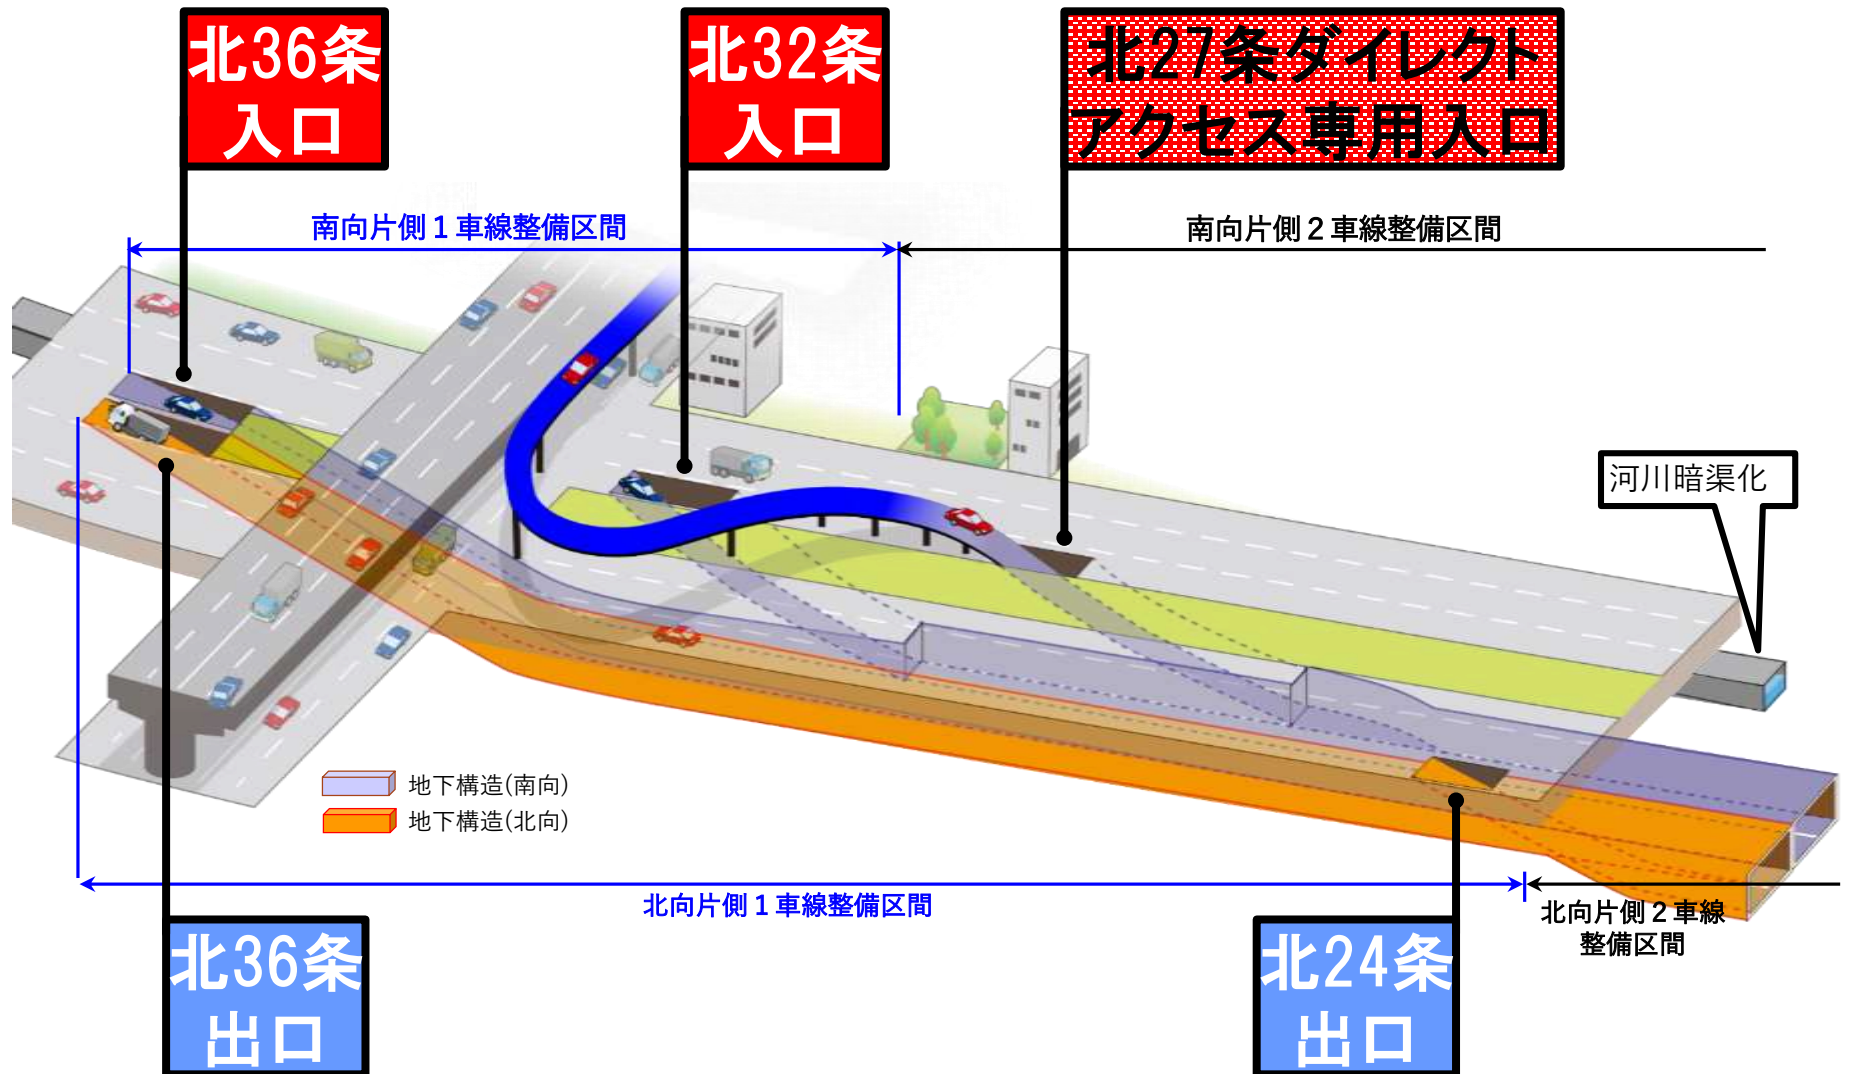 北36条
入口
北32条
入口
北27条ダイレクト
アクセス専用入口
南向片側1車線整備区間
南向片側2車線整備区間
河川暗渠化
地下構造(南向)
地下構造(北向)
北向片側1車線整備区間
北向片側2車線
整備区間
北36条
出口
北24条
出口